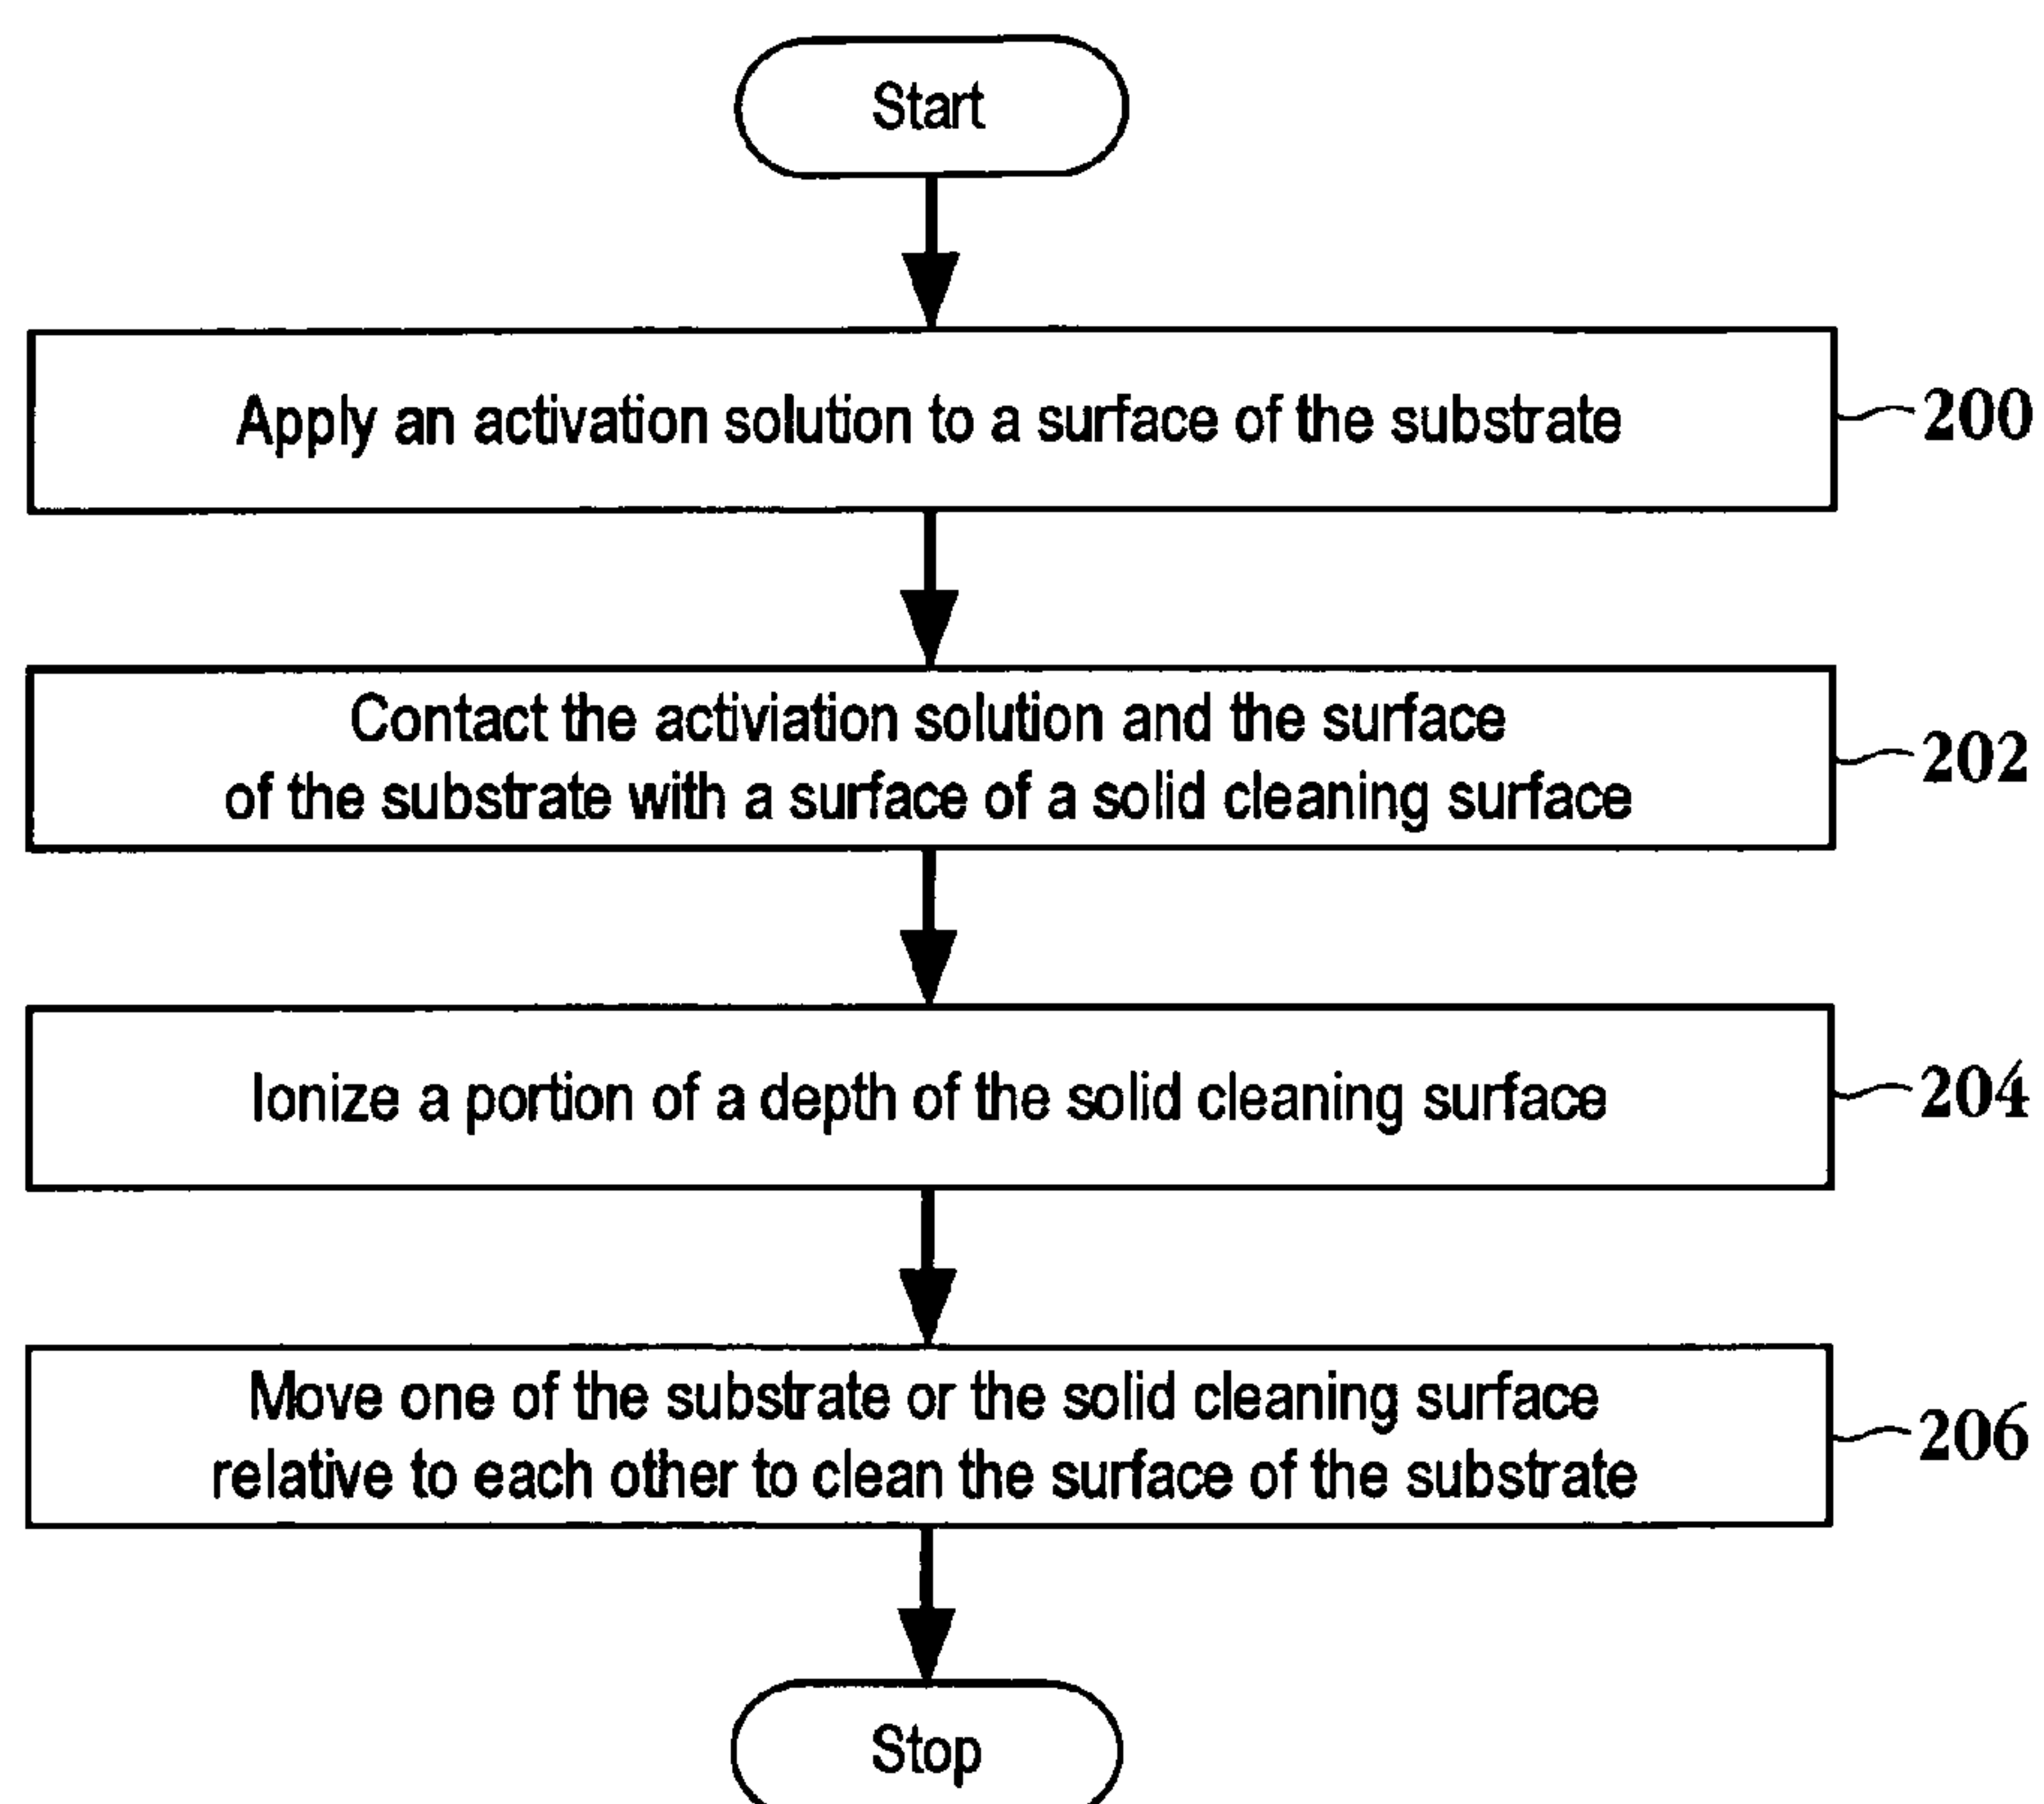 Start
Apply an activation solution to a surface of the substrate
200
Contact the activiation solution and the surface
of the substrate with a surface of a solid cleaning surface
202
Ionize a portion of a depth of the solid cleaning surface
204
Move one of the substrate or the solid cleaning surface
relative to each other to clean the surface of the substrate
206
Stop